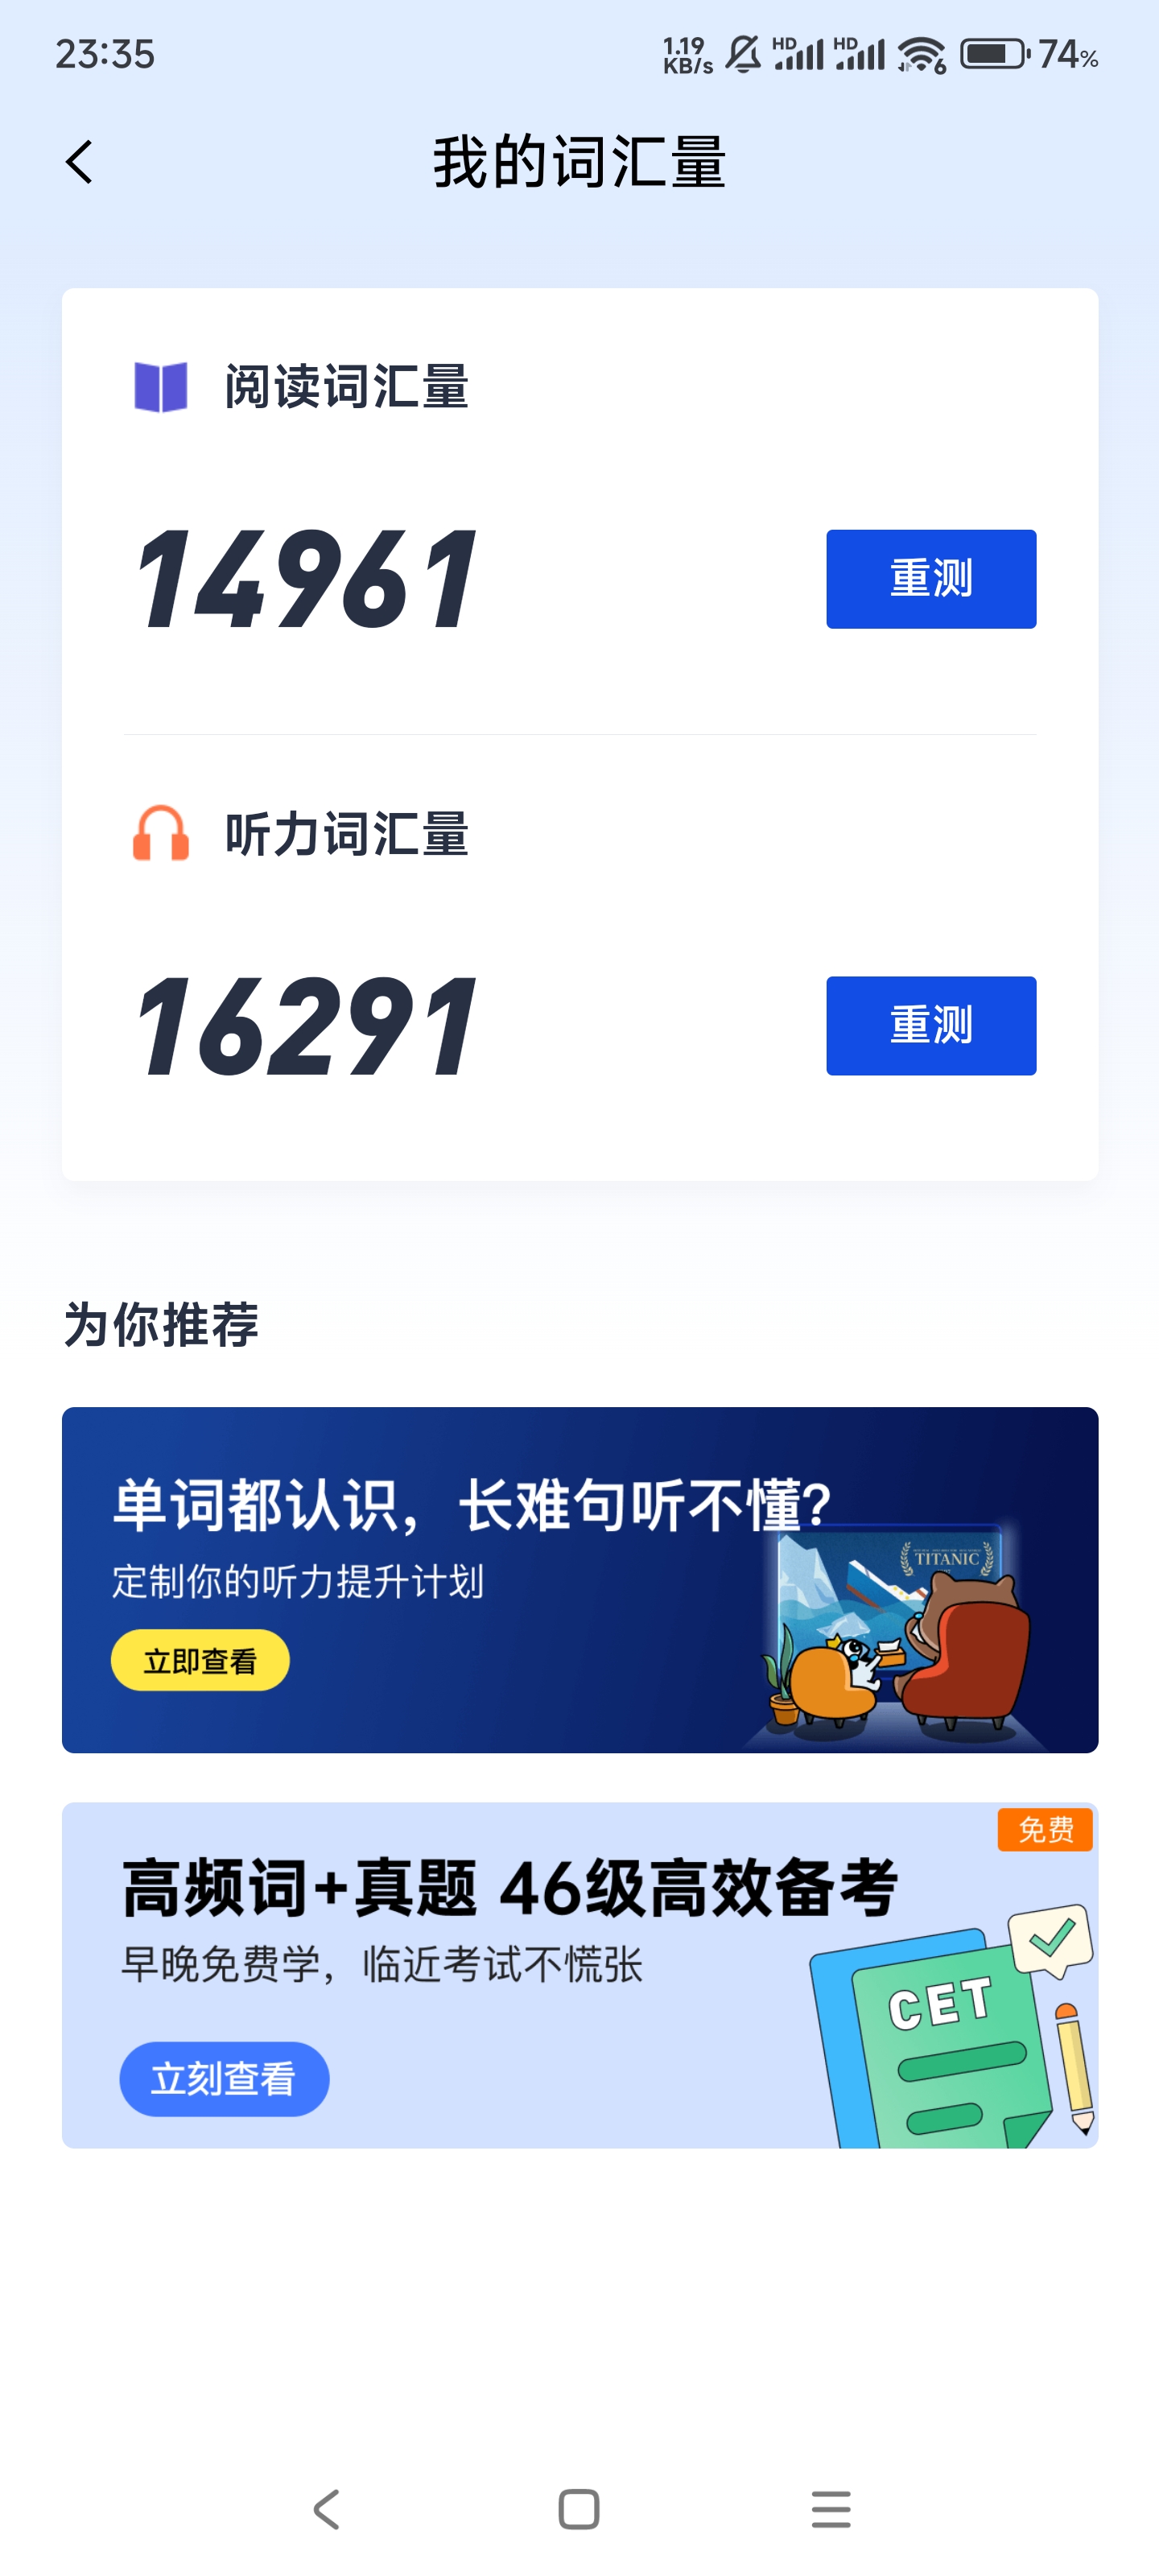 23:35
1.19 KB/s HD HD 6 74%
我的词汇量
阅读词汇量
14961
重测
听力词汇量
16291
重测
为你推荐
单词都认识，长难句听不懂?
TITANIC
定制你的听力提升计划
立即查看
免费
高频词+真题 46级高效备考
早晚免费学，临近考试不慌张
CET
立刻查看